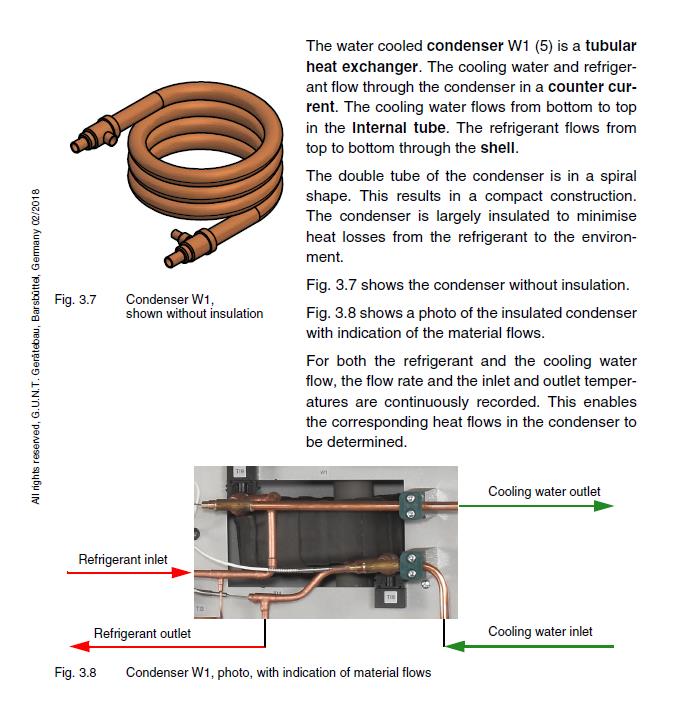 The water cooled condenser W1 (5) is a tubular
heat exchanger. The cooling water and refriger-
ant flow through the condenser in a counter cur-
rent. The cooling water flows from bottom to top
in the Internal tube. The refrigerant flows from
top to bottom through the shell.
The double tube of the condenser is in a spiral
shape. This results in a compact construction.
The condenser is largely insulated to minimise
heat losses from the refrigerant to the environ-
ment.
Fig. 3.7 shows the condenser without insulation.
Fig. 3.8 shows a photo of the insulated condenser
with indication of the material flows.
For both the refrigerant and the cooling water
flow, the flow rate and the inlet and outlet temper-
atures are continuously recorded. This enables
the corresponding heat flows in the condenser to
be determined.
Fig. 3.7 Condenser W1,
shown without insulation
All rights reserved, G.U.N.T. Gerätebau, Barsbüttel, Germany 02/2018
W1
Cooling water outlet
Refrigerant inlet
Refrigerant outlet
Cooling water inlet
Fig. 3.8 Condenser W1, photo, with indication of material flows